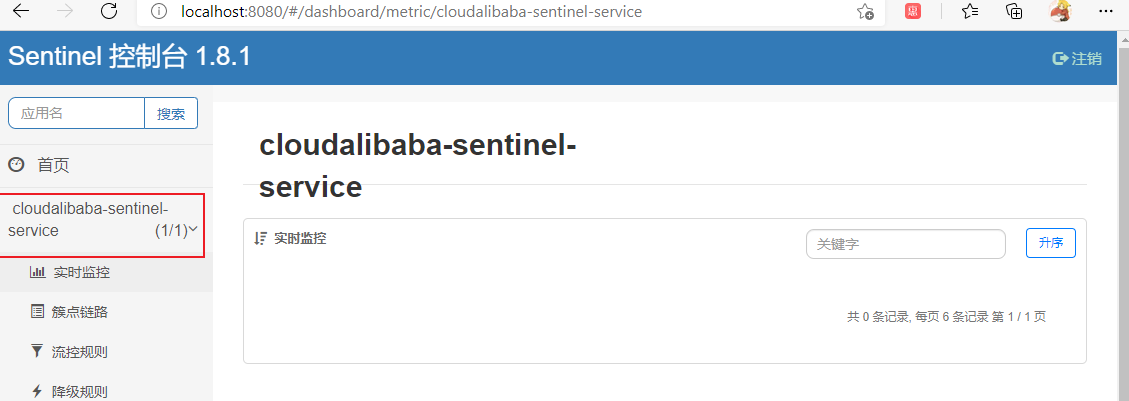 localhost:8080/#/dashboard/metric/cloudalibaba-sentinel-service
Sentinel 控制台 1.8.1
注销
应用名
搜索
首页
cloudalibaba-sentinel-
service (1/1)
实时监控
簇点链路
流控规则
降级规则
cloudalibaba-sentinel-
service
实时监控
关键字
升序
共 0 条记录, 每页 6 条记录 第 1 / 1 页